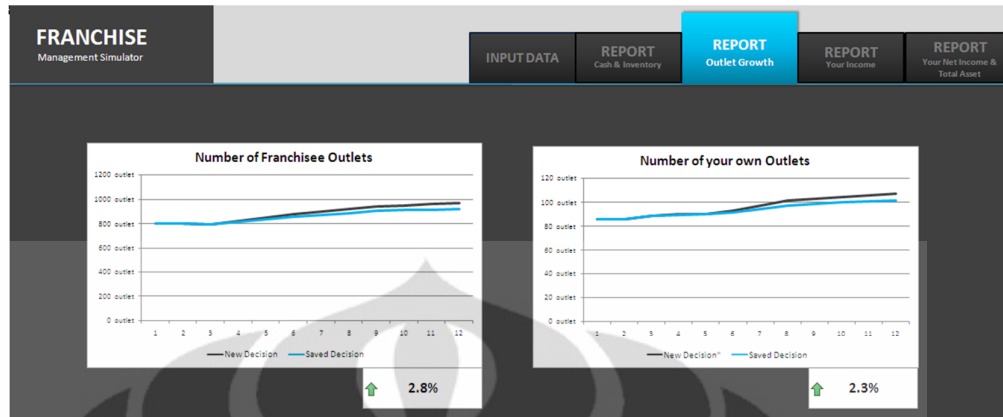 FRANCHISE
Management Simulator
INPUT DATA
REPORT
Cash & Inventory
REPORT
Outlet Growth
REPORT
Your Income
REPORT
Your Net Income &
Total Asset
Number of Franchisee Outlets
1200 outlet
1000 outlet
800 outlet
600 outlet
400 outlet
200 outlet
0 outlet
1 2 3 4 5 6 7 8 9 10 11 12
New Decision Saved Decision
2.8%
Number of your own Outlets
120 outlet
100 outlet
80 outlet
60 outlet
40 outlet
20 outlet
0 outlet
1 2 3 4 5 6 7 8 9 10 11 12
New Decision" Saved Decision
2.3%